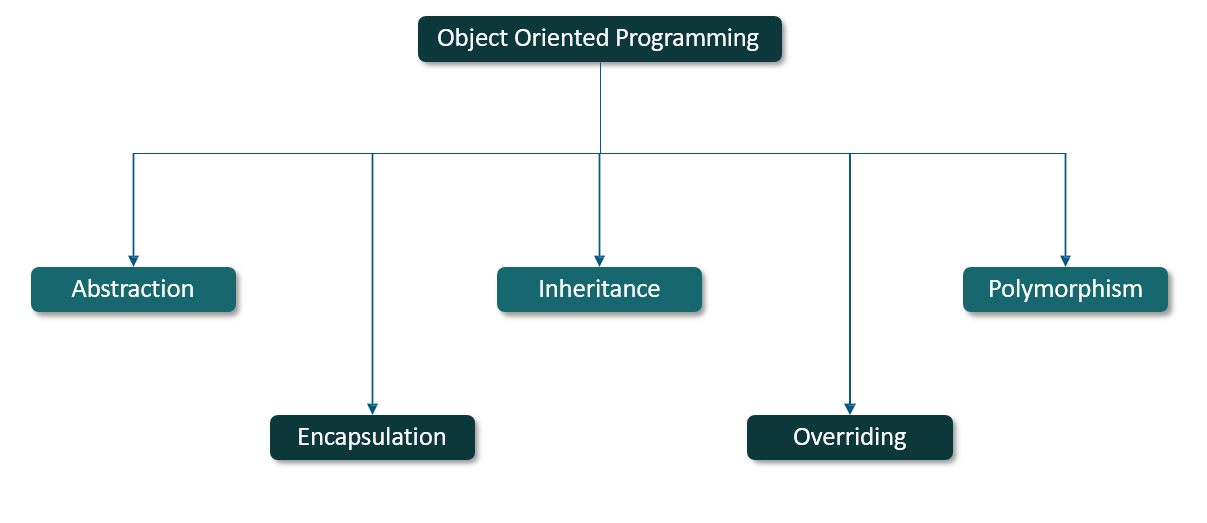 Object Oriented Programming
Abstraction
Inheritance
Polymorphism
Encapsulation
Overriding